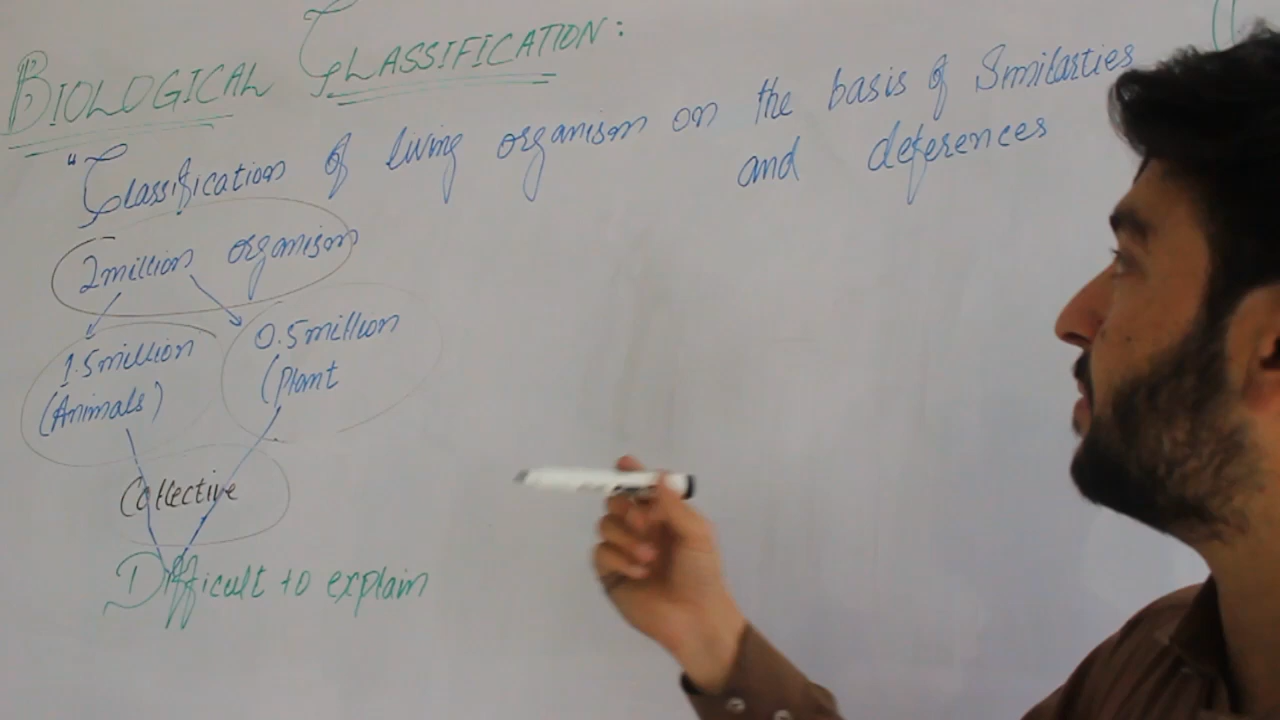 BIOLOGICAL CLASSIFICATION:
"Classification of living organism on the basis of Smilarties
and deferences
2million organism
1.5million
(Animals)
0.5million
(Plant
Collective
Difficult to explain